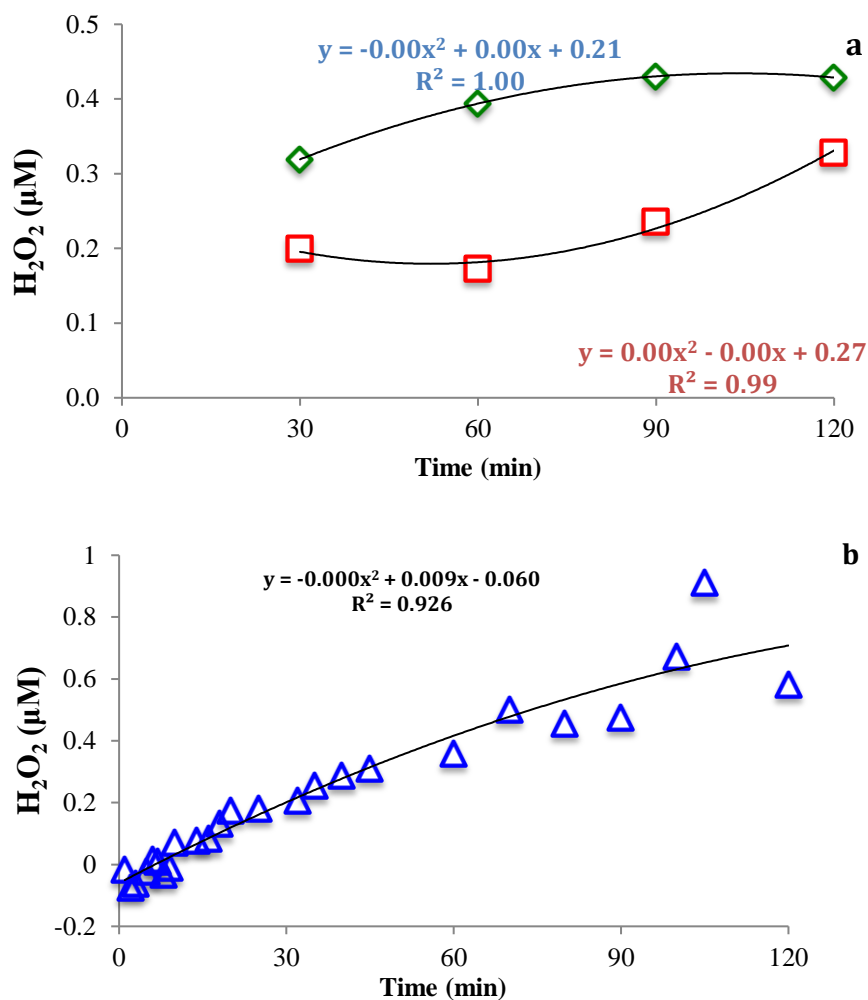 a
y = -0.00x² + 0.00x + 0.21
R² = 1.00
0.5
0.4
0.3
0.2
0.1
0.0
H₂O₂ (µM)
y = 0.00x² - 0.00x + 0.27
R² = 0.99
0 30 60 90 120
Time (min)
b
y = -0.000x² + 0.009x - 0.060
R² = 0.926
1
0.8
0.6
0.4
0.2
0
-0.2
H₂O₂ (µM)
0 30 60 90 120
Time (min)